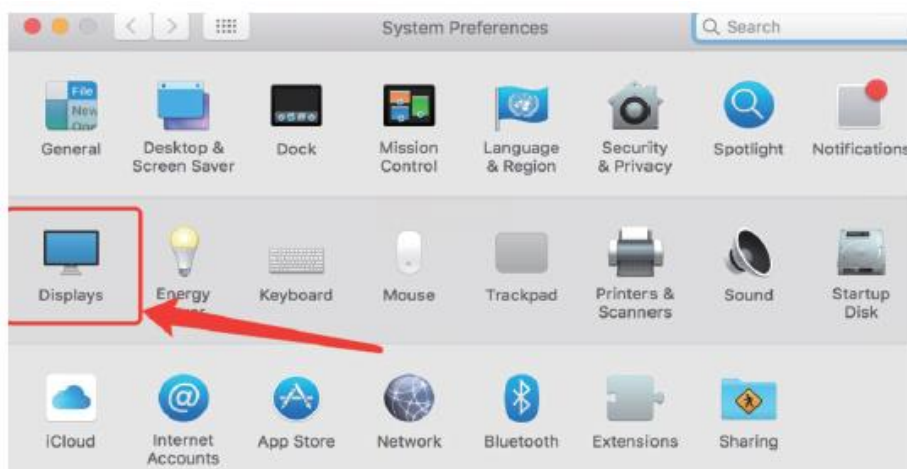 System Preferences
Search
File
New
General
Desktop &
Screen Saver
Dock
Mission
Control
Language
& Region
Security
& Privacy
Spotlight
Notifications
Displays
Energy
Keyboard
Mouse
Trackpad
Printers &
Scanners
Sound
Startup
Disk
iCloud
Internet
Accounts
App Store
Network
Bluetooth
Extensions
Sharing